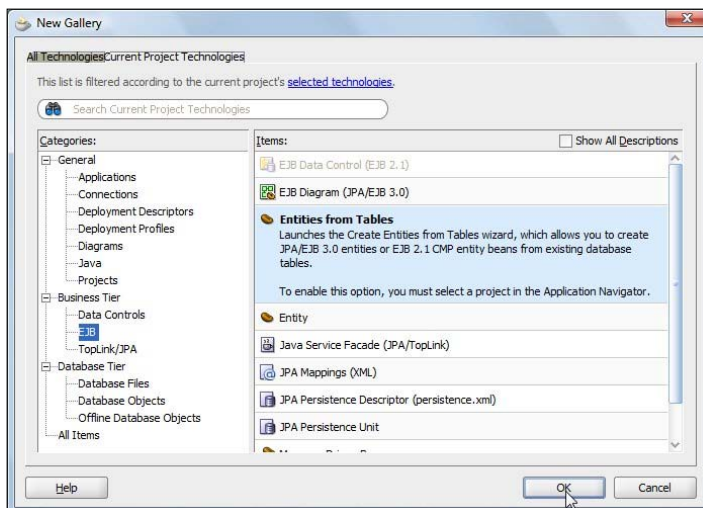 New Gallery
All Technologies Current Project Technologies
This list is filtered according to the current project's selected technologies.
Search Current Project Technologies
Categories:
General
Applications
Connections
Deployment Descriptors
Deployment Profiles
Diagrams
Java
Projects
Business Tier
Data Controls
EJB
TopLink/JPA
Database Tier
Database Files
Database Objects
Offline Database Objects
All Items
Items:
Show All Descriptions
EJB Data Control (EJB 2.1)
EJB Diagram (JPA/EJB 3.0)
Entities from Tables
Launches the Create Entities from Tables wizard, which allows you to create
JPA/EJB 3.0 entities or EJB 2.1 CMP entity beans from existing database
tables.
To enable this option, you must select a project in the Application Navigator.
Entity
Java Service Facade (JPA/TopLink)
JPA Mappings (XML)
JPA Persistence Descriptor (persistence.xml)
JPA Persistence Unit
Help
OK
Cancel